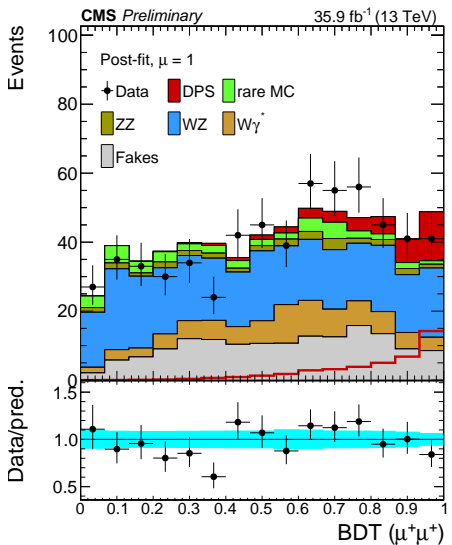 CMS Preliminary 35.9 fb⁻¹ (13 TeV)
Events
100
80
60
40
20
0
Post-fit, μ = 1
Data DPS rare MC
ZZ WZ Wγ*
Fakes
Data/pred.
1.5
1.0
0.5
0 0.1 0.2 0.3 0.4 0.5 0.6 0.7 0.8 0.9 1
BDT (μ⁺μ⁺)